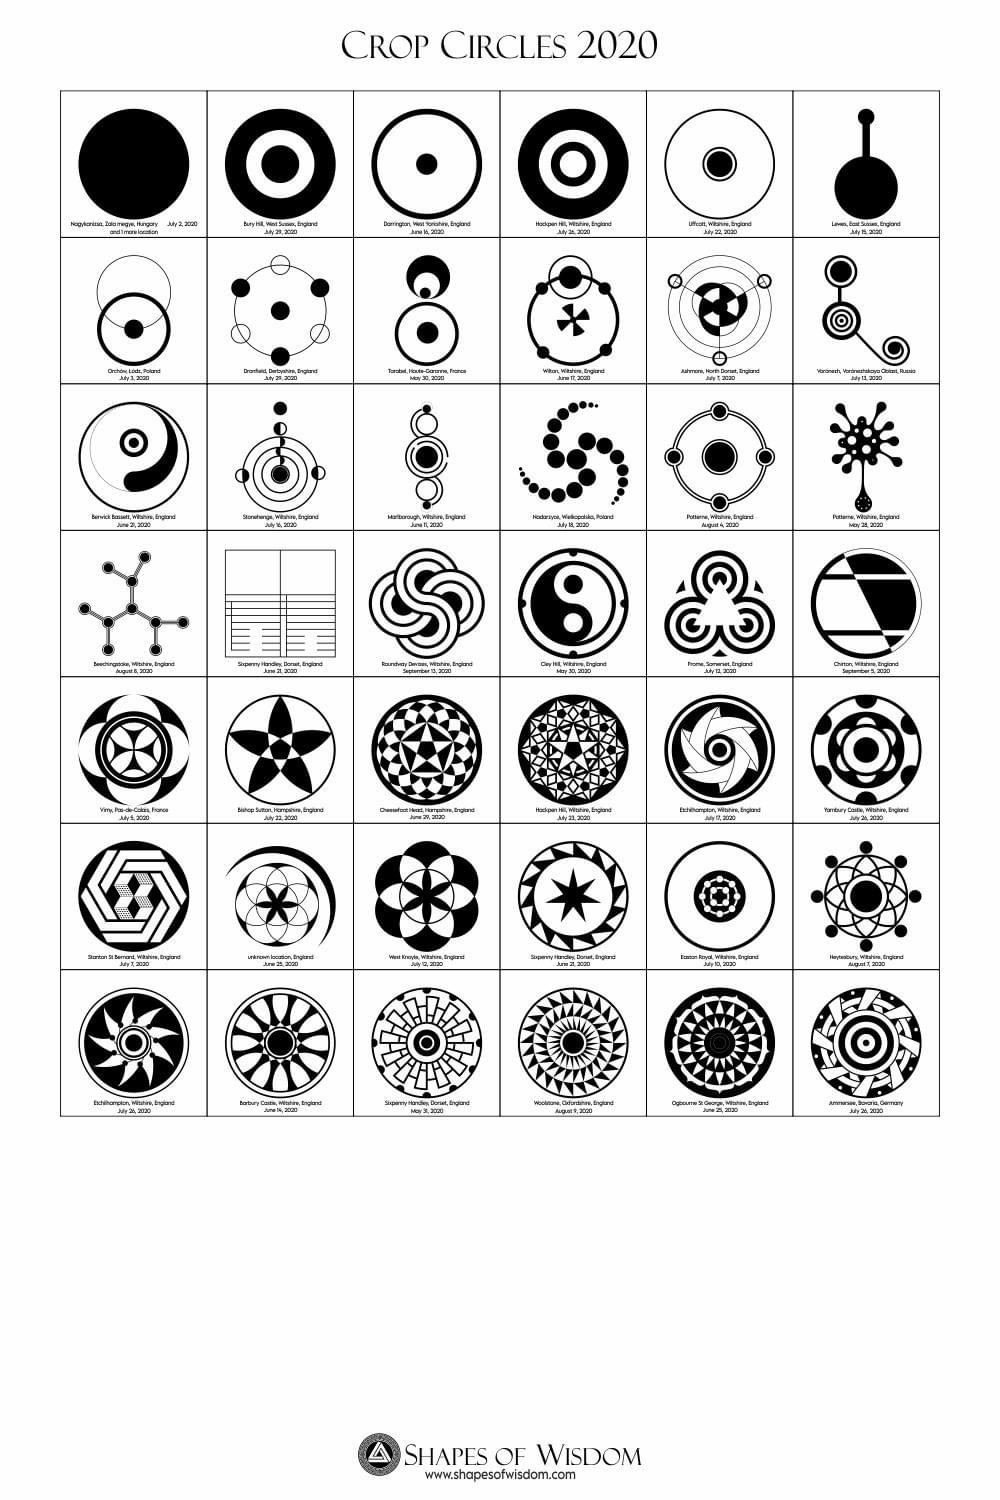 Crop Circles 2020
Nagykanizsa, Zala megye, Hungary July 2, 2020
and 1 more location
Bury Hill, West Sussex, England
July 29, 2020
Darrington, West Yorkshire, England
June 16, 2020
Hackpen Hill, Wiltshire, England
July 26, 2020
Uffcott, Wiltshire, England
July 22, 2020
Lewes, East Sussex, England
July 15, 2020
Orchów, Łódz, Poland
July 3, 2020
Dronfield, Derbyshire, England
July 29, 2020
Tarabel, Haute-Garonne, France
May 30, 2020
Wilton, Wiltshire, England
June 17, 2020
Ashmore, North Dorset, England
July 7, 2020
Voronezh, Voronezhskaya Oblast, Russia
July 13, 2020
Berwick Bassett, Wiltshire, England
June 21, 2020
Stonehenge, Wiltshire, England
July 16, 2020
Marlborough, Wiltshire, England
June 11, 2020
Nadarzyce, Wielkopolska, Poland
July 18, 2020
Potterne, Wiltshire, England
August 4, 2020
Potterne, Wiltshire, England
May 28, 2020
Beechingstoke, Wiltshire, England
August 8, 2020
Sixpenny Handley, Dorset, England
June 21, 2020
Roundway Devizes, Wiltshire, England
September 13, 2020
Cley Hill, Wiltshire, England
May 30, 2020
Frome, Somerset, England
July 12, 2020
Chirton, Wiltshire, England
September 5, 2020
Vimy, Pas-de-Calais, France
July 5, 2020
Bishop Sutton, Hampshire, England
July 22, 2020
Cheesefoot Head, Hampshire, England
June 29, 2020
Hackpen Hill, Wiltshire, England
July 23, 2020
Etchilhampton, Wiltshire, England
July 17, 2020
Yarnbury Castle, Wiltshire, England
July 26, 2020
Stanton St Bernard, Wiltshire, England
July 7, 2020
unknown location, England
June 25, 2020
West Knoyle, Wiltshire, England
July 12, 2020
Sixpenny Handley, Dorset, England
June 21, 2020
Easton Royal, Wiltshire, England
July 10, 2020
Heytesbury, Wiltshire, England
August 7, 2020
Etchilhampton, Wiltshire, England
July 26, 2020
Barbury Castle, Wiltshire, England
June 14, 2020
Sixpenny Handley, Dorset, England
May 31, 2020
Woolstone, Oxfordshire, England
August 9, 2020
Ogbourne St George, Wiltshire, England
June 25, 2020
Ammersee, Bavaria, Germany
July 26, 2020
Shapes of Wisdom
www.shapesofwisdom.com